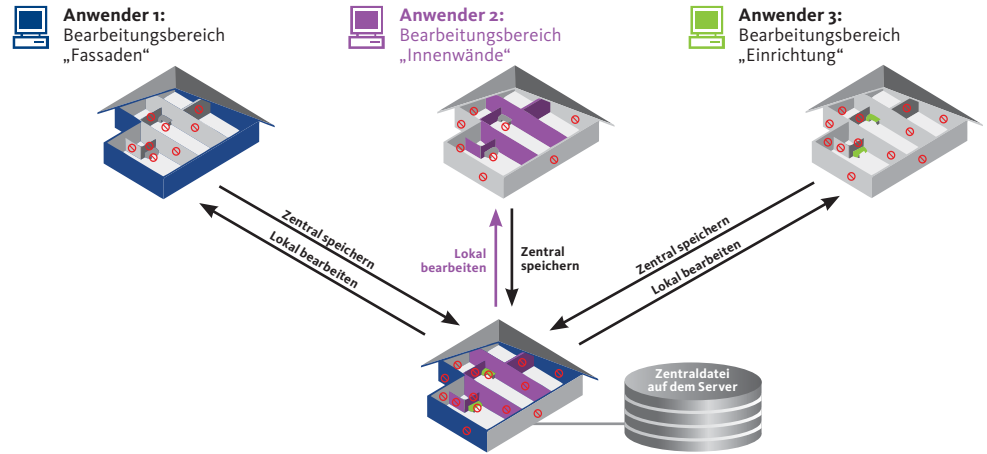 Anwender 1:
Bearbeitungsbereich
„Fassaden“
Anwender 2:
Bearbeitungsbereich
„Innenwände“
Anwender 3:
Bearbeitungsbereich
„Einrichtung“
Zentral speichern
Lokal bearbeiten
Lokal
bearbeiten
Zentral
speichern
Zentral speichern
Lokal bearbeiten
Zentraldatei
auf dem Server